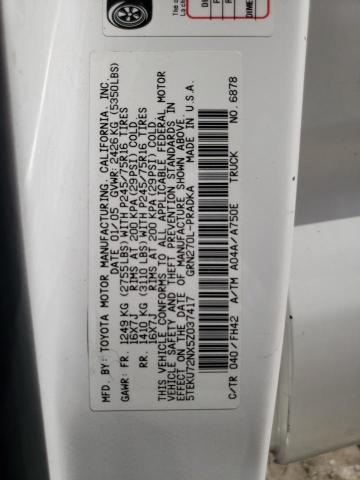 MFD.BY: TOYOTA MOTOR MANUFACTURING, CALIFORNIA, INC.
DATE 01/05 GVWR 2426 KG (5350LBS)
GAWR: FR. 1249 KG (2755LBS) WITH P245/75R16 TIRES
16X7J RIMS AT 200 KPA (29 PSI) COLD
RR. 1410 KG (3110 LBS) WITH P245/75R16 TIRES
16X7J RIMS AT 200 KPA (29 PSI) COLD
THIS VEHICLE CONFORMS TO ALL APPLICABLE FEDERAL MOTOR
VEHICLE SAFETY AND THEFT PREVENTION STANDARDS IN
EFFECT ON THE DATE OF MANUFACTURE SHOWN ABOVE.
5TEKU72NX5Z037417 GRN270L-PRADKA MADE IN U.S.A.
TRUCK
C/TR 040/FH42 A/TM A04A/A750E NO. 6878